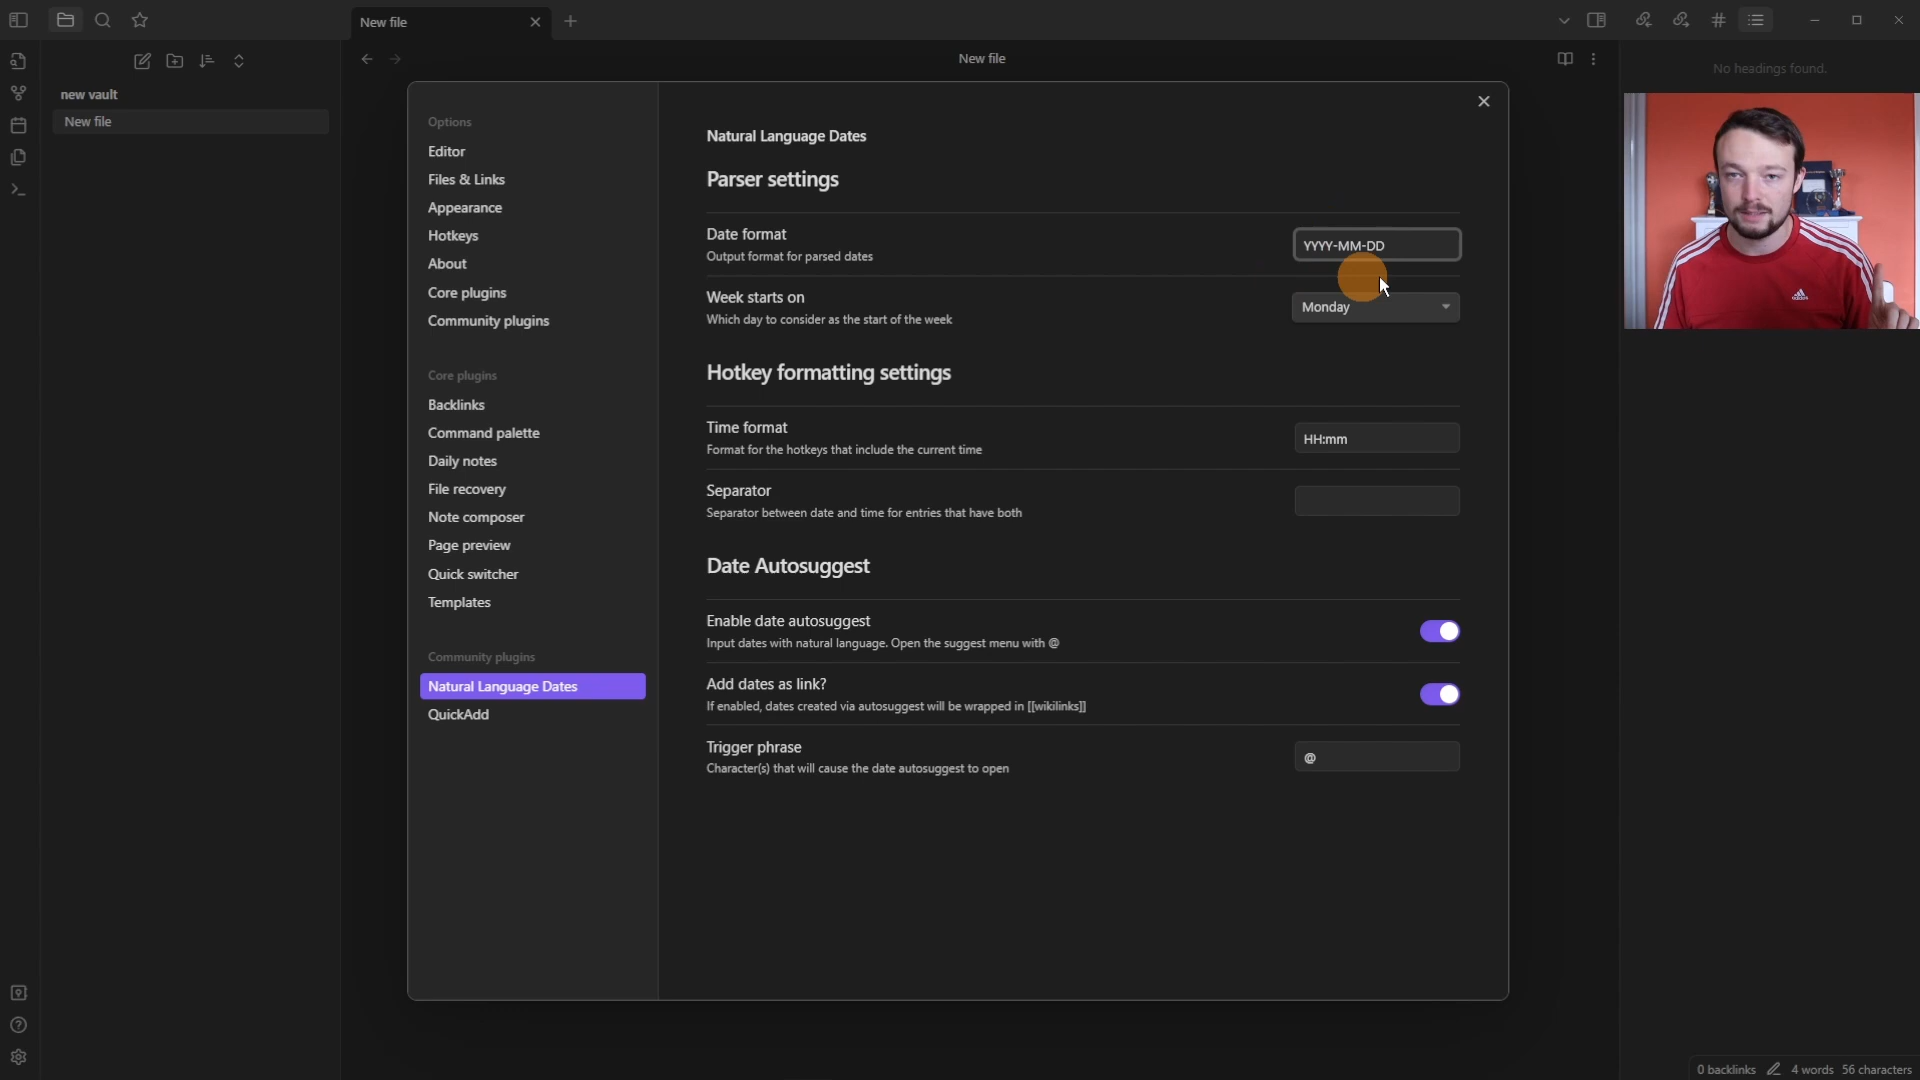 New file
New file
No headings found.
new vault
New file
Options
Editor
Files & Links
Appearance
Hotkeys
About
Core plugins
Community plugins
Core plugins
Backlinks
Command palette
Daily notes
File recovery
Note composer
Page preview
Quick switcher
Templates
Community plugins
Natural Language Dates
QuickAdd
Natural Language Dates
Parser settings
Date format
Output format for parsed dates
YYYY-MM-DD
Week starts on
Which day to consider as the start of the week
Monday
Hotkey formatting settings
Time format
Format for the hotkeys that include the current time
HH:mm
Separator
Separator between date and time for entries that have both
Date Autosuggest
Enable date autosuggest
Input dates with natural language. Open the suggest menu with @
Add dates as link?
If enabled, dates created via autosuggest will be wrapped in [[wikilinks]]
Trigger phrase
Character(s) that will cause the date autosuggest to open
@
adidas
0 backlinks 4 words 56 characters